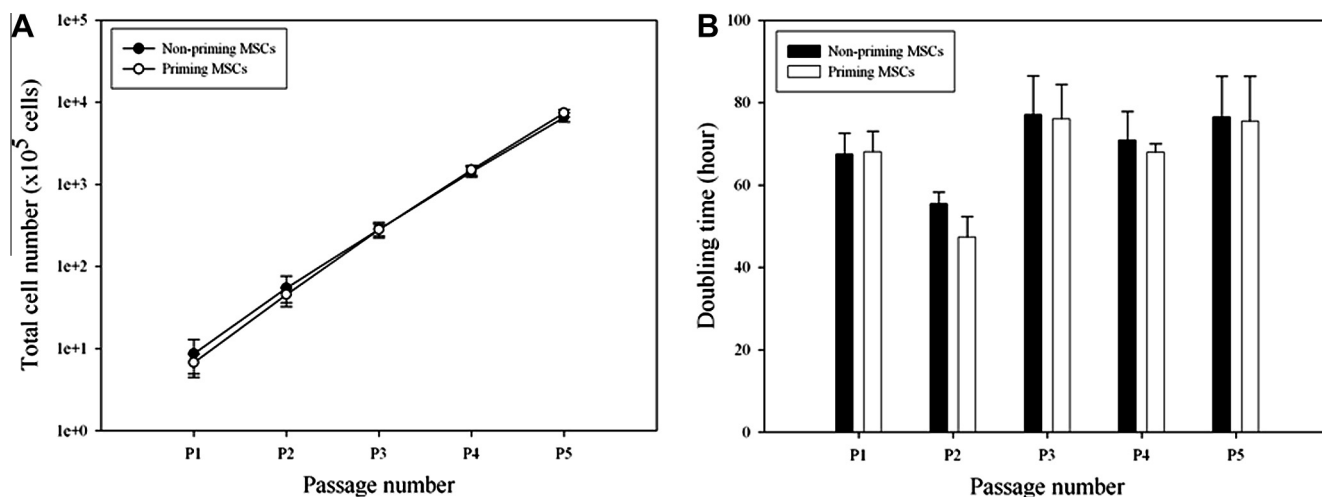 A
Total cell number (x10^5 cells)
1e+5
1e+4
1e+3
1e+2
1e+1
1e+0
Non-priming MSCs
Priming MSCs
P1 P2 P3 P4 P5
Passage number
B
Doubling time (hour)
100
80
60
40
20
0
Non-priming MSCs
Priming MSCs
P1 P2 P3 P4 P5
Passage number